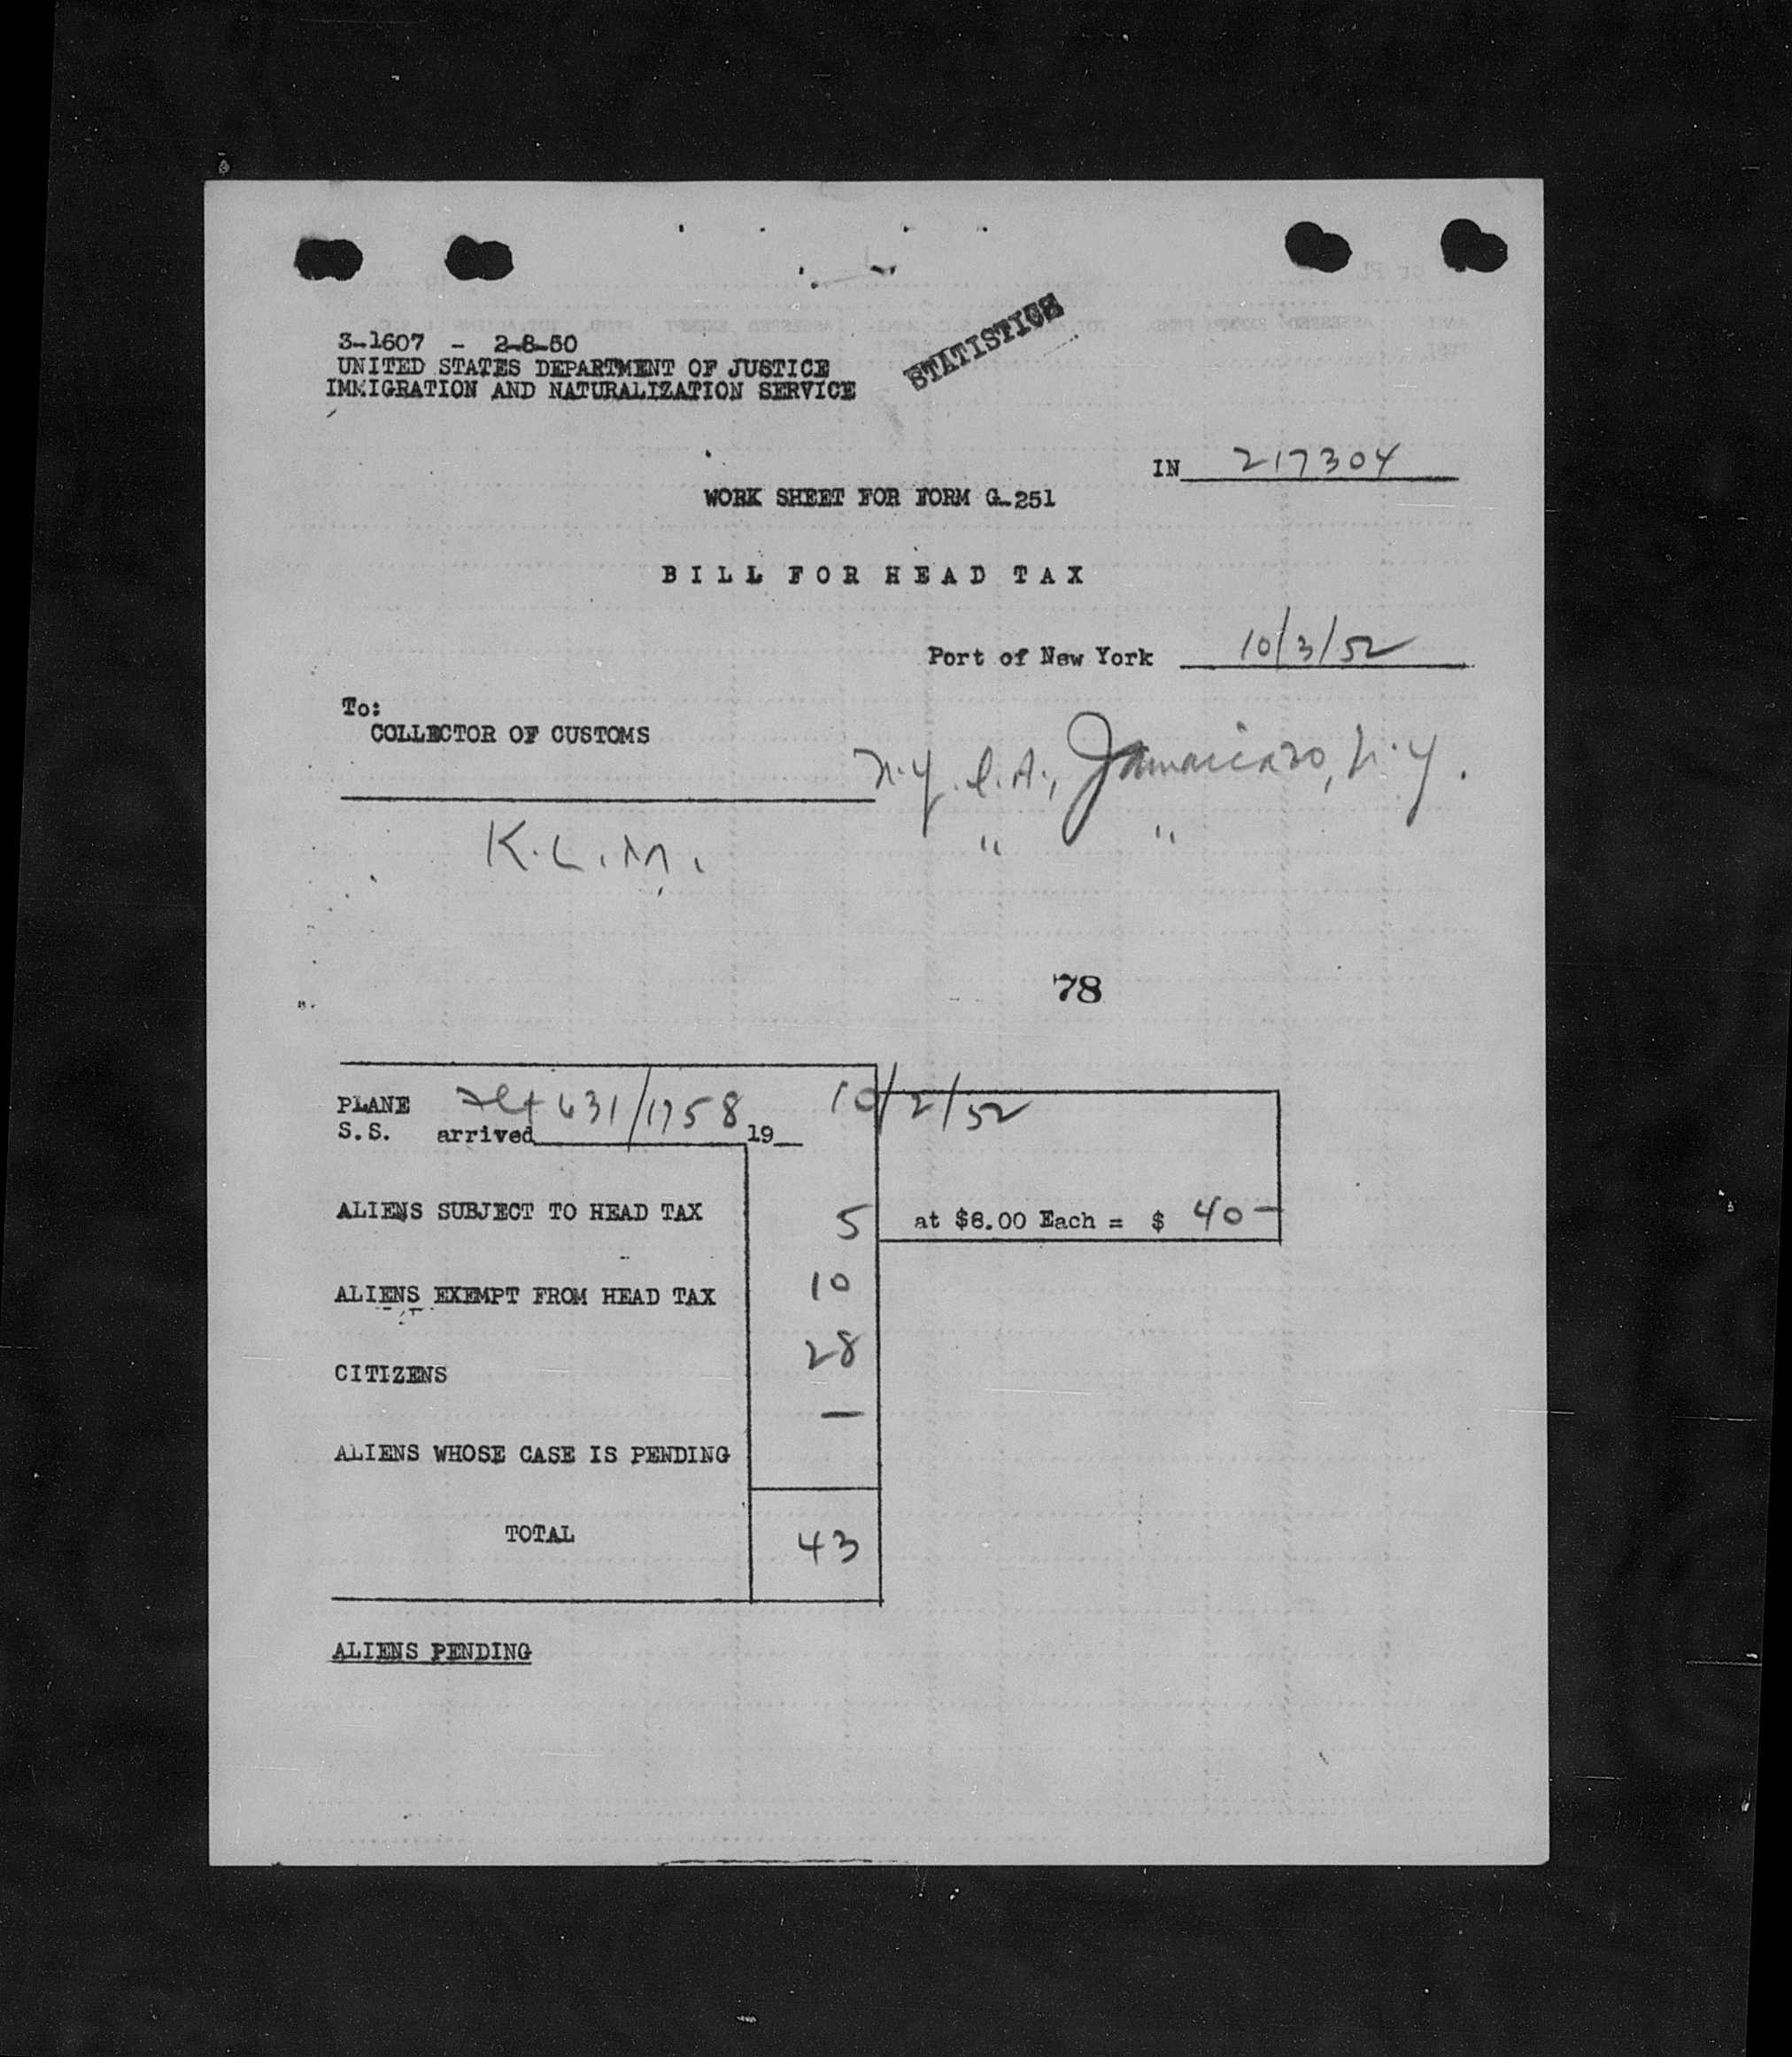 3-1607 - 2-8-50
UNITED STATES DEPARTMENT OF JUSTICE
IMMIGRATION AND NATURALIZATION SERVICE
STATISTICS
IN 217304
WORK SHEET FOR FORM G-251
BILL FOR HEAD TAX
Port of New York 10/3/52
To:
COLLECTOR OF CUSTOMS
N.Y. I.A., N.Y.
K.L.M. " "
78
PLANE Flt 631/1758 10/2/52
S.S. arrived 19
ALIENS SUBJECT TO HEAD TAX 5 at $8.00 Each = $ 40-
ALIENS EXEMPT FROM HEAD TAX 10
CITIZENS 28
—
ALIENS WHOSE CASE IS PENDING
TOTAL 43
ALIENS PENDING